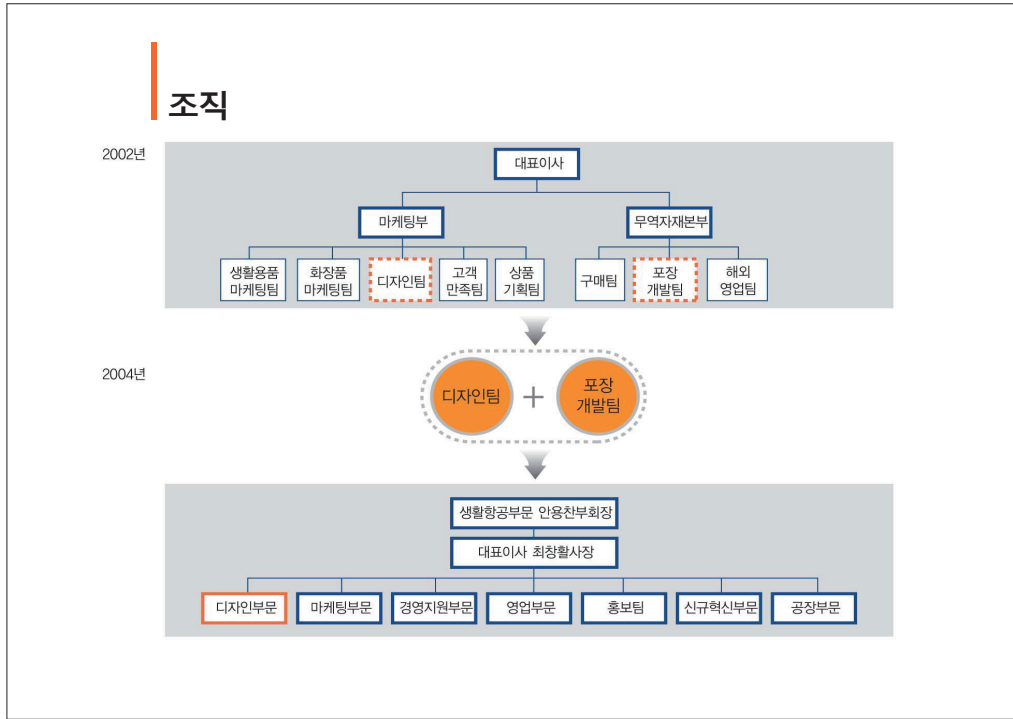 조직
2002년
대표이사
마케팅부
무역자재본부
생활용품
마케팅팀
화장품
마케팅팀
디자인팀
고객
만족팀
상품
기획팀
구매팀
포장
개발팀
해외
영업팀
2004년
디자인팀
+
포장
개발팀
생활항공부문 안용찬부회장
대표이사 최창활사장
디자인부문
마케팅부문
경영지원부문
영업부문
홍보팀
신규혁신부문
공장부문